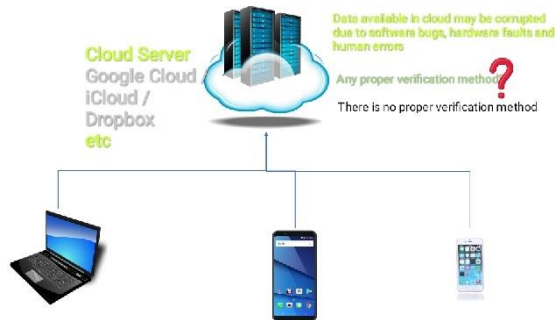 Data available in cloud may be corrupted
due to software bugs, hardware faults and
human errors
Cloud Server
Google Cloud /
iCloud /
Dropbox
etc
Any proper verification method
?
There is no proper verification method